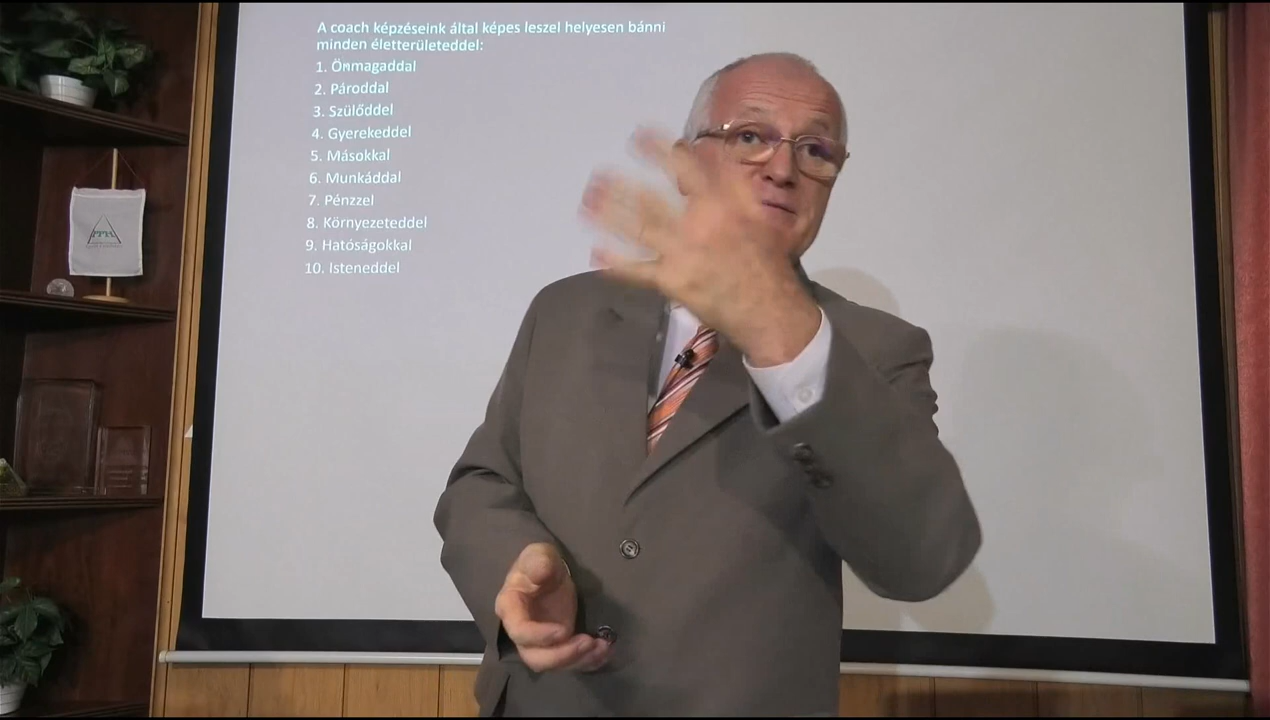 A coach képzéseink által képes leszel helyesen bánni
minden életterületeddel:
1. Önmagaddal
2. Pároddal
3. Szülőddel
4. Gyerekeddel
5. Másokkal
6. Munkáddal
7. Pénzzel
8. Környezeteddel
9. Hatóságokkal
10. Isteneddel